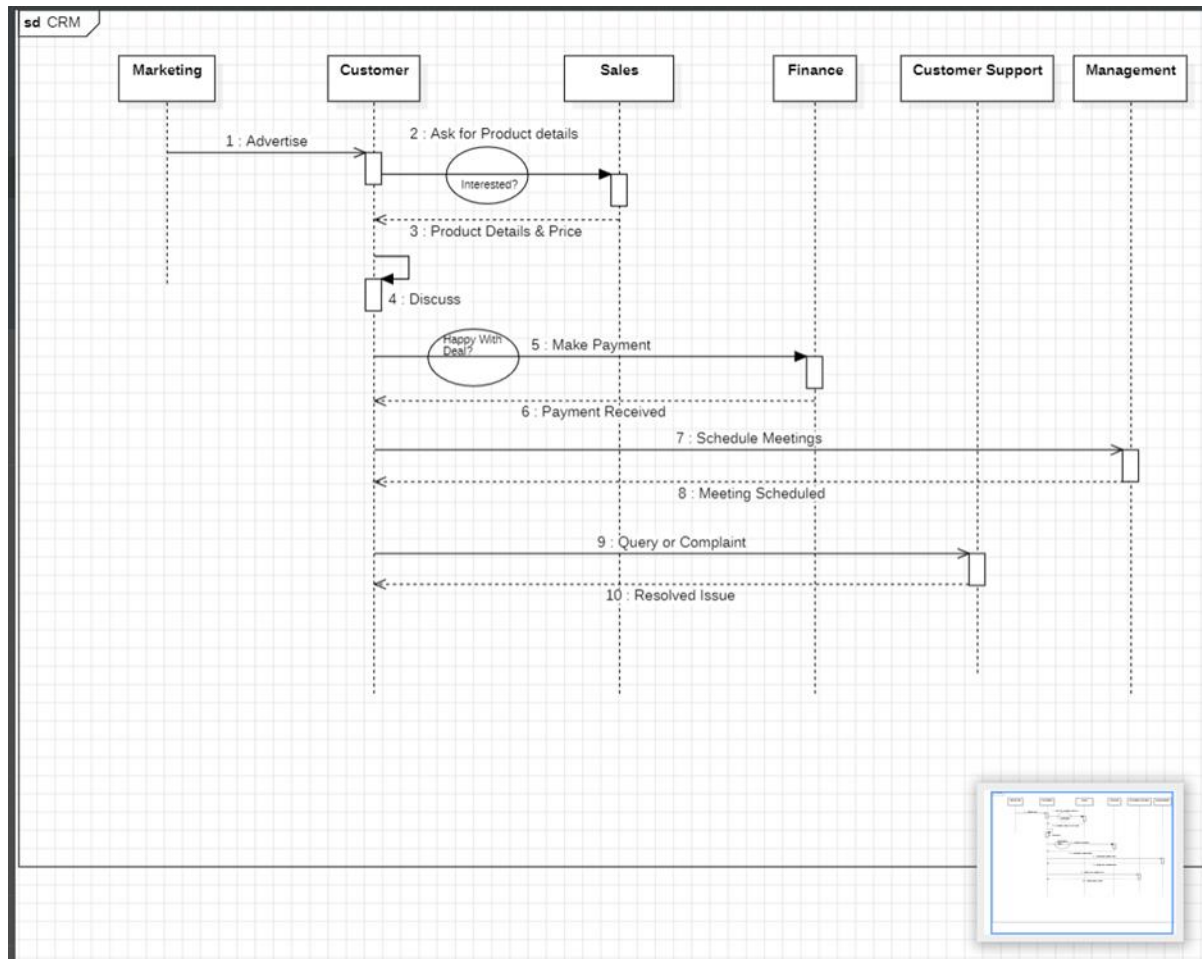 sd CRM
Marketing
Customer
Sales
Finance
Customer Support
Management
1 : Advertise
2 : Ask for Product details
Interested?
3 : Product Details & Price
4 : Discuss
Happy With
Deal?
5 : Make Payment
6 : Payment Received
7 : Schedule Meetings
8 : Meeting Scheduled
9 : Query or Complaint
10 : Resolved Issue